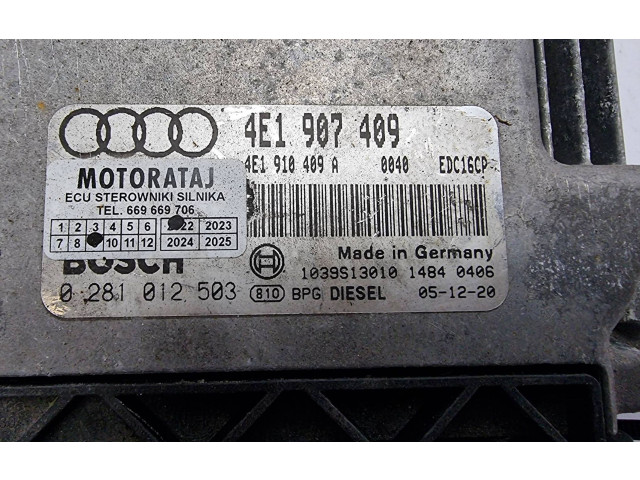 4E1 907 409
4E1 910 409 A 0040 EDC16CP
MOTORATAJ
ECU STEROWNIKI SILNIKA
TEL. 669 669 706
1 2 3 4 5 6 2022 2023
7 8 10 11 12 2024 2025
BOSCH
Made in Germany
1039S13010 1484 0406
0 281 012 503 810 BPG DIESEL 05-12-20